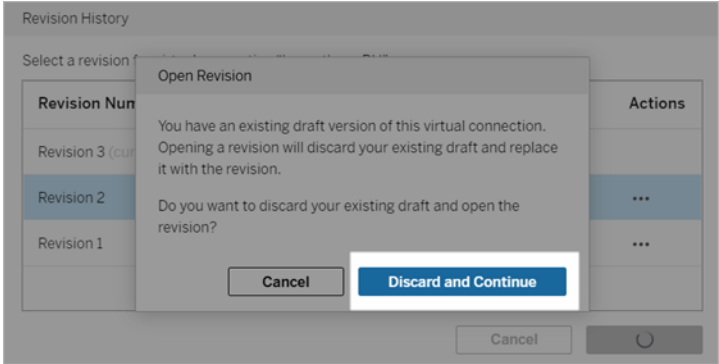 Revision History
Select a revision
Open Revision
Revision Num
Actions
You have an existing draft version of this virtual connection.
Opening a revision will discard your existing draft and replace
it with the revision.
Revision 3 (cur
Revision 2
•••
Do you want to discard your existing draft and open the
revision?
Revision 1
•••
Cancel
Discard and Continue
Cancel